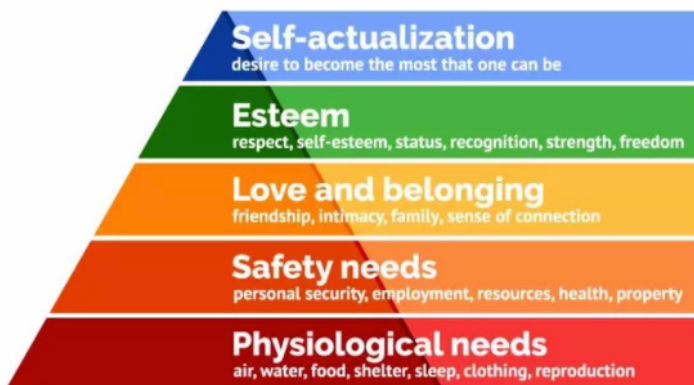 Self-actualization
desire to become the most that one can be
Esteem
respect, self-esteem, status, recognition, strength, freedom
Love and belonging
friendship, intimacy, family, sense of connection
Safety needs
personal security, employment, resources, health, property
Physiological needs
air, water, food, shelter, sleep, clothing, reproduction